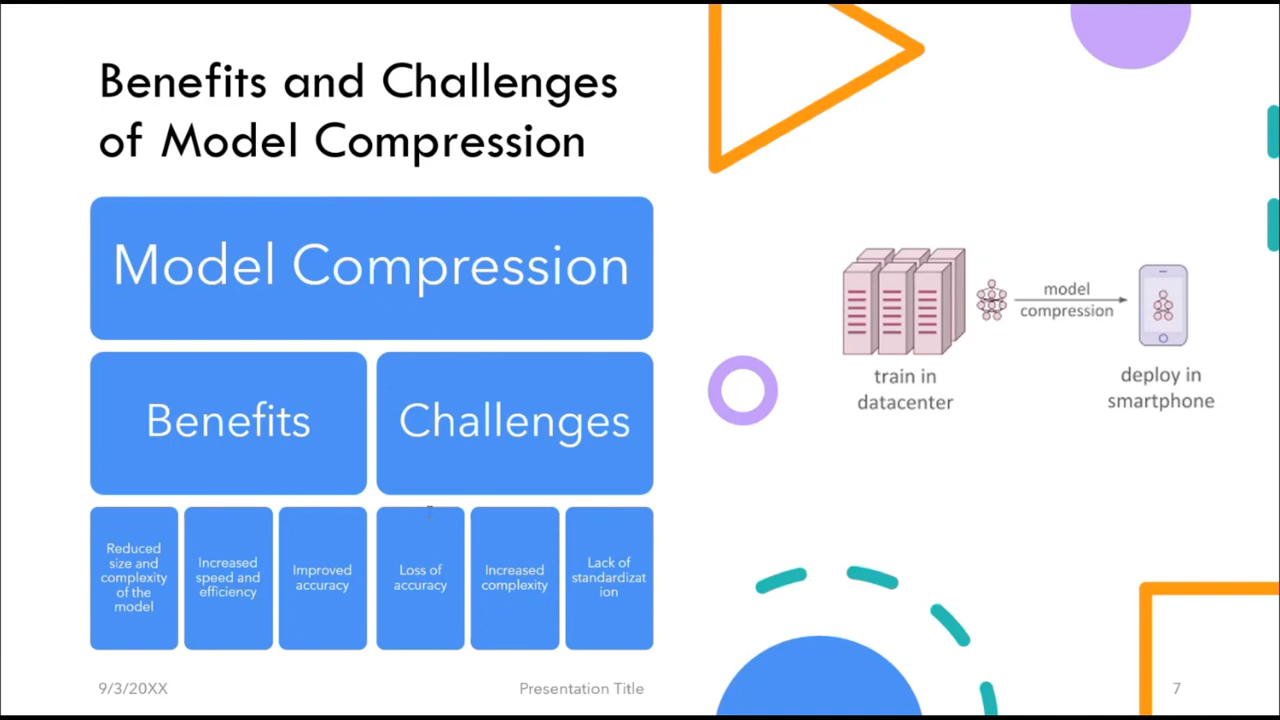 Benefits and Challenges
of Model Compression
Model Compression
Benefits
Challenges
Reduced
size and
complexity
of the
model
Increased
speed and
efficiency
Improved
accuracy
Loss of
accuracy
Increased
complexity
Lack of
standardizat
ion
model
compression
train in
datacenter
deploy in
smartphone
9/3/20XX
Presentation Title
7